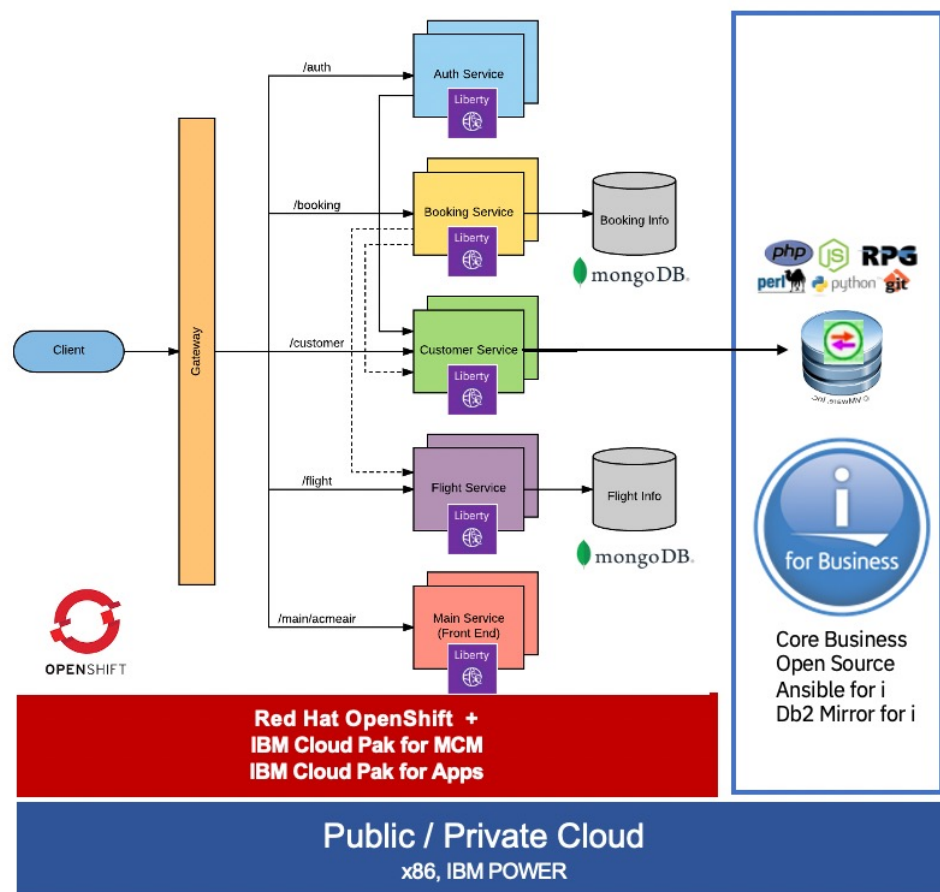 /auth
Auth Service
Liberty
/booking
Booking Service
Liberty
Booking Info
mongoDB.
Client
Gateway
/customer
Customer Service
Liberty
/flight
Flight Service
Liberty
Flight Info
mongoDB.
/main/acmeair
Main Service
(Front End)
Liberty
OPENSHIFT
php
JS
RPG
perl
python
git
© VMware, Inc.
i
for Business
Core Business
Open Source
Ansible for i
Db2 Mirror for i
Red Hat OpenShift +
IBM Cloud Pak for MCM
IBM Cloud Pak for Apps
Public / Private Cloud
x86, IBM POWER